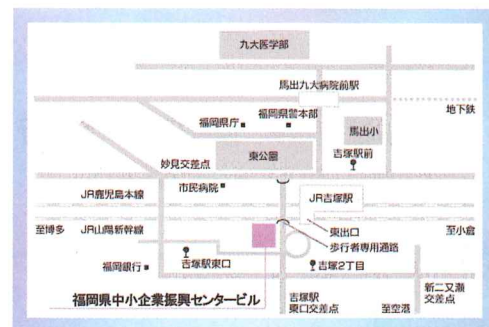 九大医学部
馬出九大病院前駅
地下鉄
福岡県庁
福岡県警本部
馬出小
東公園
吉塚駅前
妙見交差点
市民病院
JR鹿児島本線
JR吉塚駅
至博多
JR山陽新幹線
東出口
至小倉
歩行者専用通路
吉塚駅東口
福岡銀行
吉塚2丁目
福岡県中小企業振興センタービル
吉塚駅
東口交差点
至空港
新二又瀬
交差点